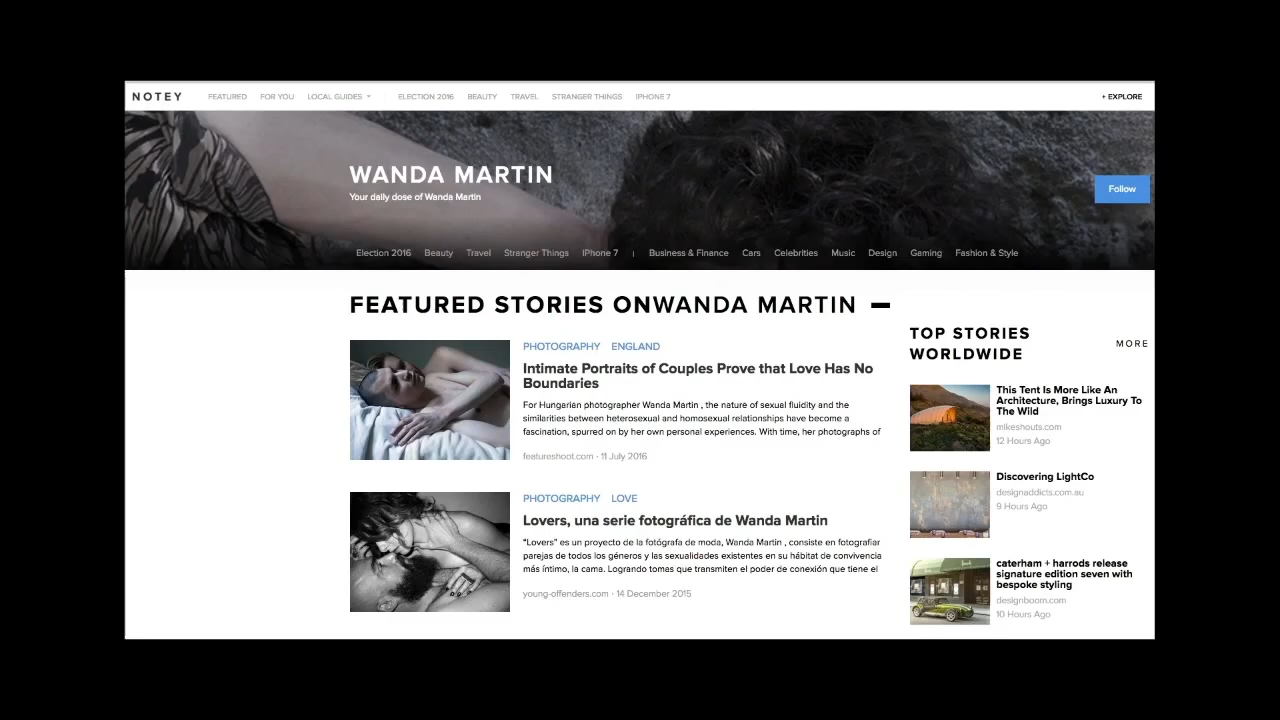 NOTEY
FEATURED FOR YOU LOCAL GUIDES ELECTION 2016 BEAUTY TRAVEL STRANGER THINGS IPHONE 7
+ EXPLORE
WANDA MARTIN
Your daily dose of Wanda Martin
Follow
Election 2016 Beauty Travel Stranger Things IPhone 7 | Business & Finance Cars Celebrities Music Design Gaming Fashion & Style
FEATURED STORIES ONWANDA MARTIN
PHOTOGRAPHY ENGLAND
Intimate Portraits of Couples Prove that Love Has No
Boundaries
For Hungarian photographer Wanda Martin , the nature of sexual fluidity and the
similarities between heterosexual and homosexual relationships have become a
fascination, spurred on by her own personal experiences. With time, her photographs of
featureshoot.com · 11 July 2016
PHOTOGRAPHY LOVE
Lovers, una serie fotográfica de Wanda Martin
“Lovers” es un proyecto de la fotógrafa de moda, Wanda Martin , consiste en fotografiar
parejas de todos los géneros y las sexualidades existentes en su hábitat de convivencia
más íntimo, la cama. Logrando tomas que transmiten el poder de conexión que tiene el
young-offenders.com · 14 December 2015
TOP STORIES
WORLDWIDE
MORE
This Tent Is More Like An
Architecture, Brings Luxury To
The Wild
mikeshouts.com
12 Hours Ago
Discovering LightCo
designaddicts.com.au
9 Hours Ago
caterham + harrods release
signature edition seven with
bespoke styling
designboom.com
10 Hours Ago